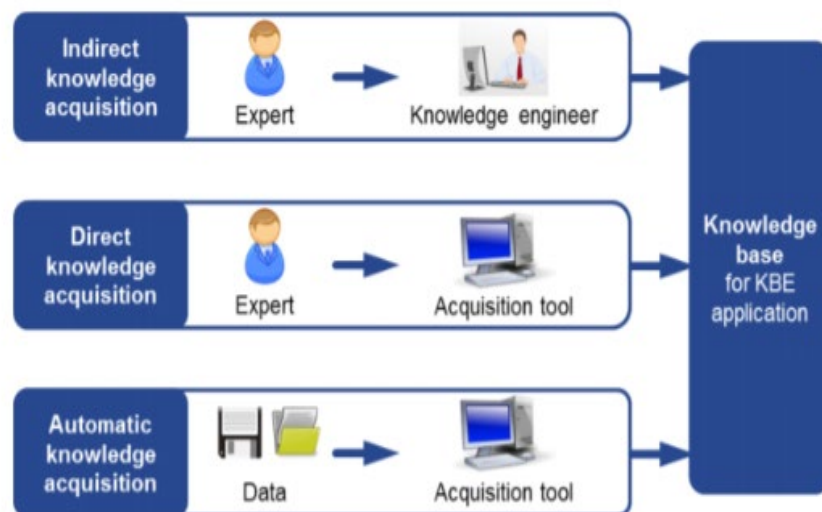 Indirect
knowledge
acquisition
Expert
Knowledge engineer
Direct
knowledge
acquisition
Expert
Acquisition tool
Automatic
knowledge
acquisition
Data
Acquisition tool
Knowledge
base
for KBE
application